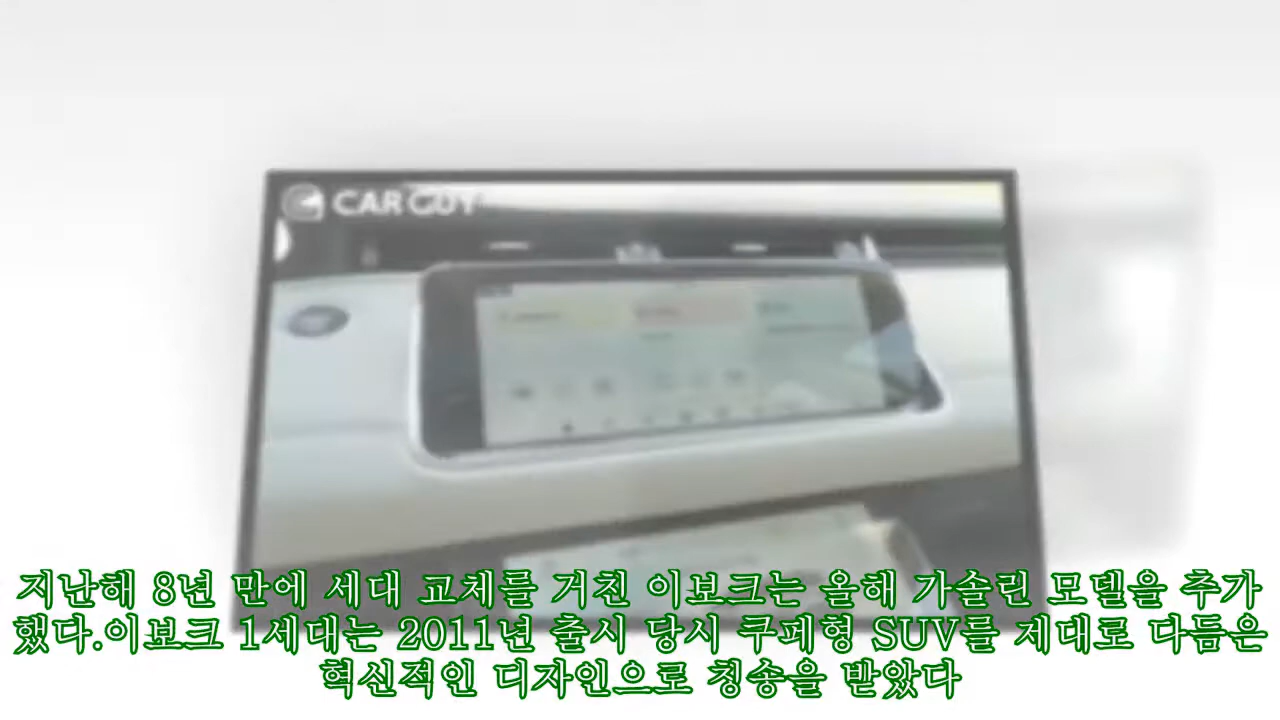 CAR GUY
지난해 8년 만에 세대 교체를 거친 이보크는 올해 가솔린 모델을 추가
했다.이보크 1세대는 2011년 출시 당시 쿠페형 SUV를 제대로 다듬은
혁신적인 디자인으로 칭송을 받았다